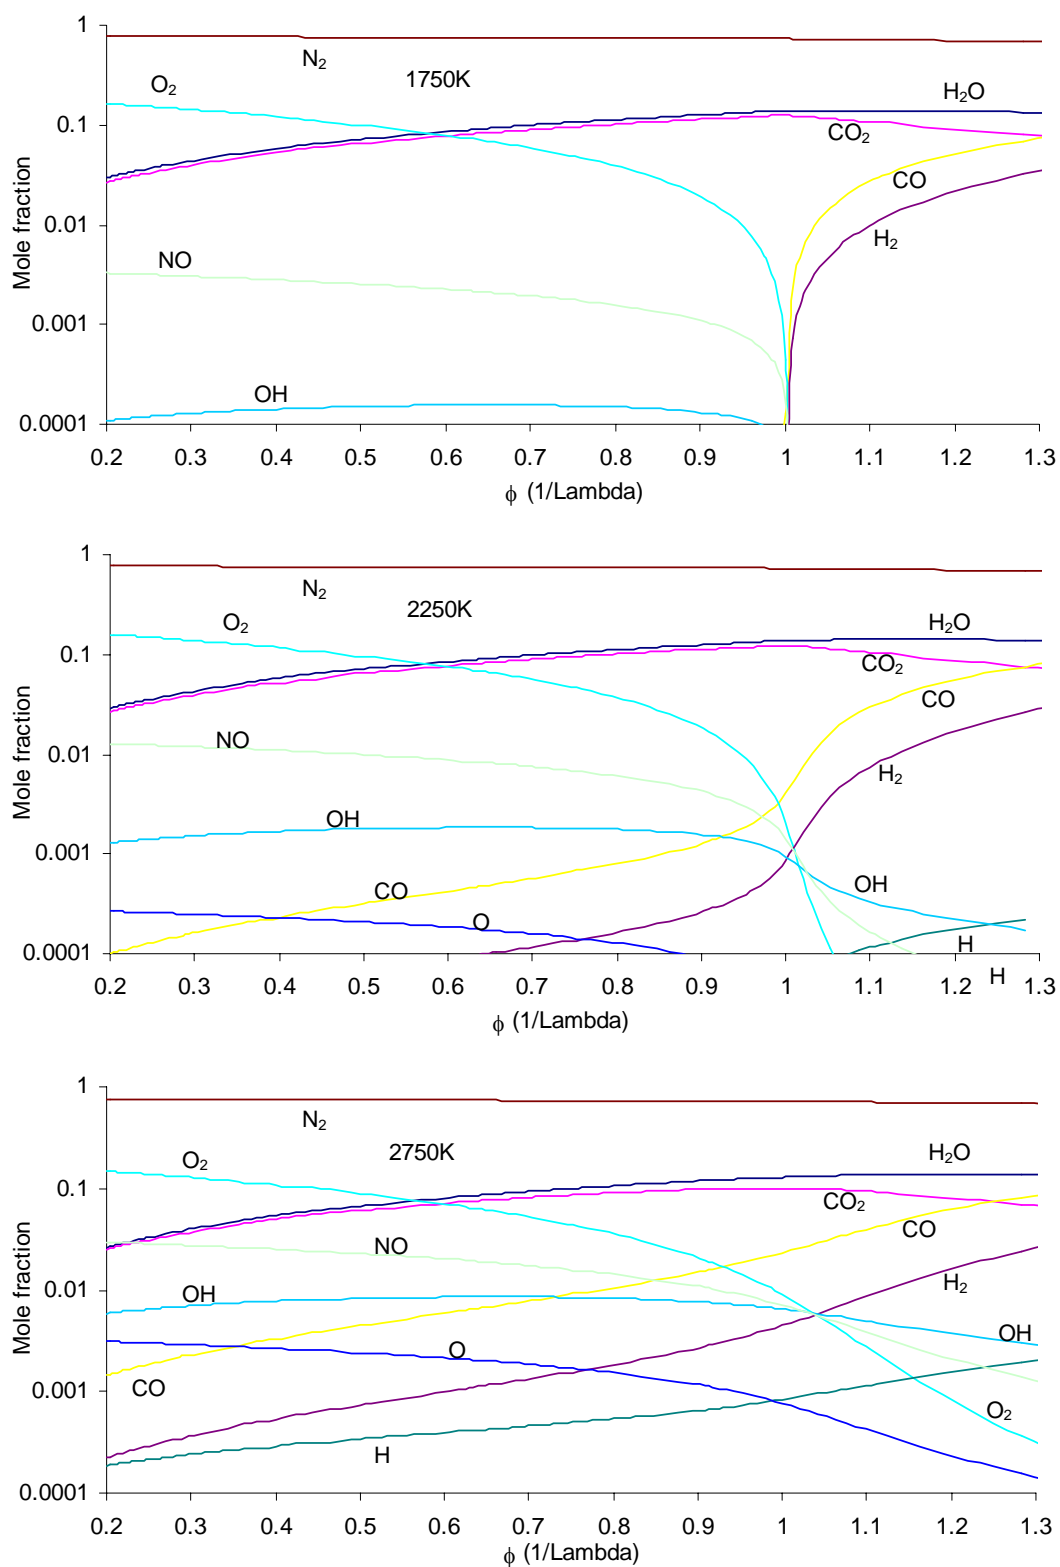 1
N₂
O₂
1750K
H₂O
0.1
CO₂
CO
Mole fraction
0.01
H₂
NO
0.001
OH
0.0001
0.2 0.3 0.4 0.5 0.6 0.7 0.8 0.9 1 1.1 1.2 1.3
ϕ (1/Lambda)
1
N₂
2250K
O₂
H₂O
0.1
CO₂
CO
Mole fraction
NO
0.01
H₂
OH
0.001
CO
OH
O
H
0.0001
H
0.2 0.3 0.4 0.5 0.6 0.7 0.8 0.9 1 1.1 1.2 1.3
ϕ (1/Lambda)
1
N₂
2750K
O₂
H₂O
0.1
CO₂
CO
Mole fraction
NO
H₂
0.01
OH
OH
O
0.001
CO
O₂
H
0.0001
0.2 0.3 0.4 0.5 0.6 0.7 0.8 0.9 1 1.1 1.2 1.3
ϕ (1/Lambda)